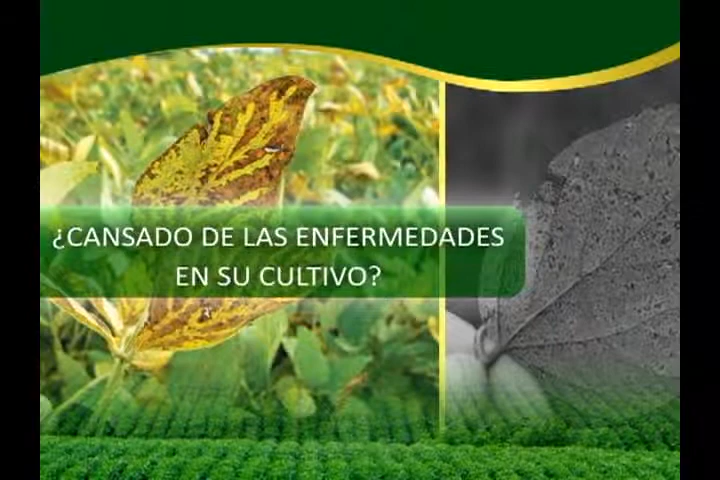 ¿CANSADO DE LAS ENFERMEDADES
EN SU CULTIVO?